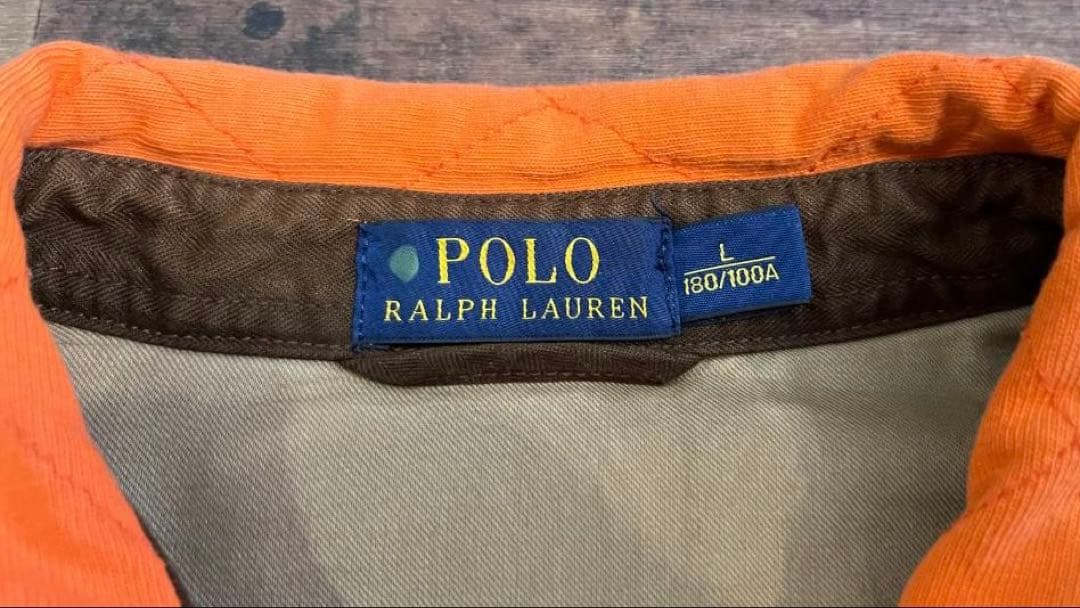 POLO
RALPH LAUREN
L
180/100A